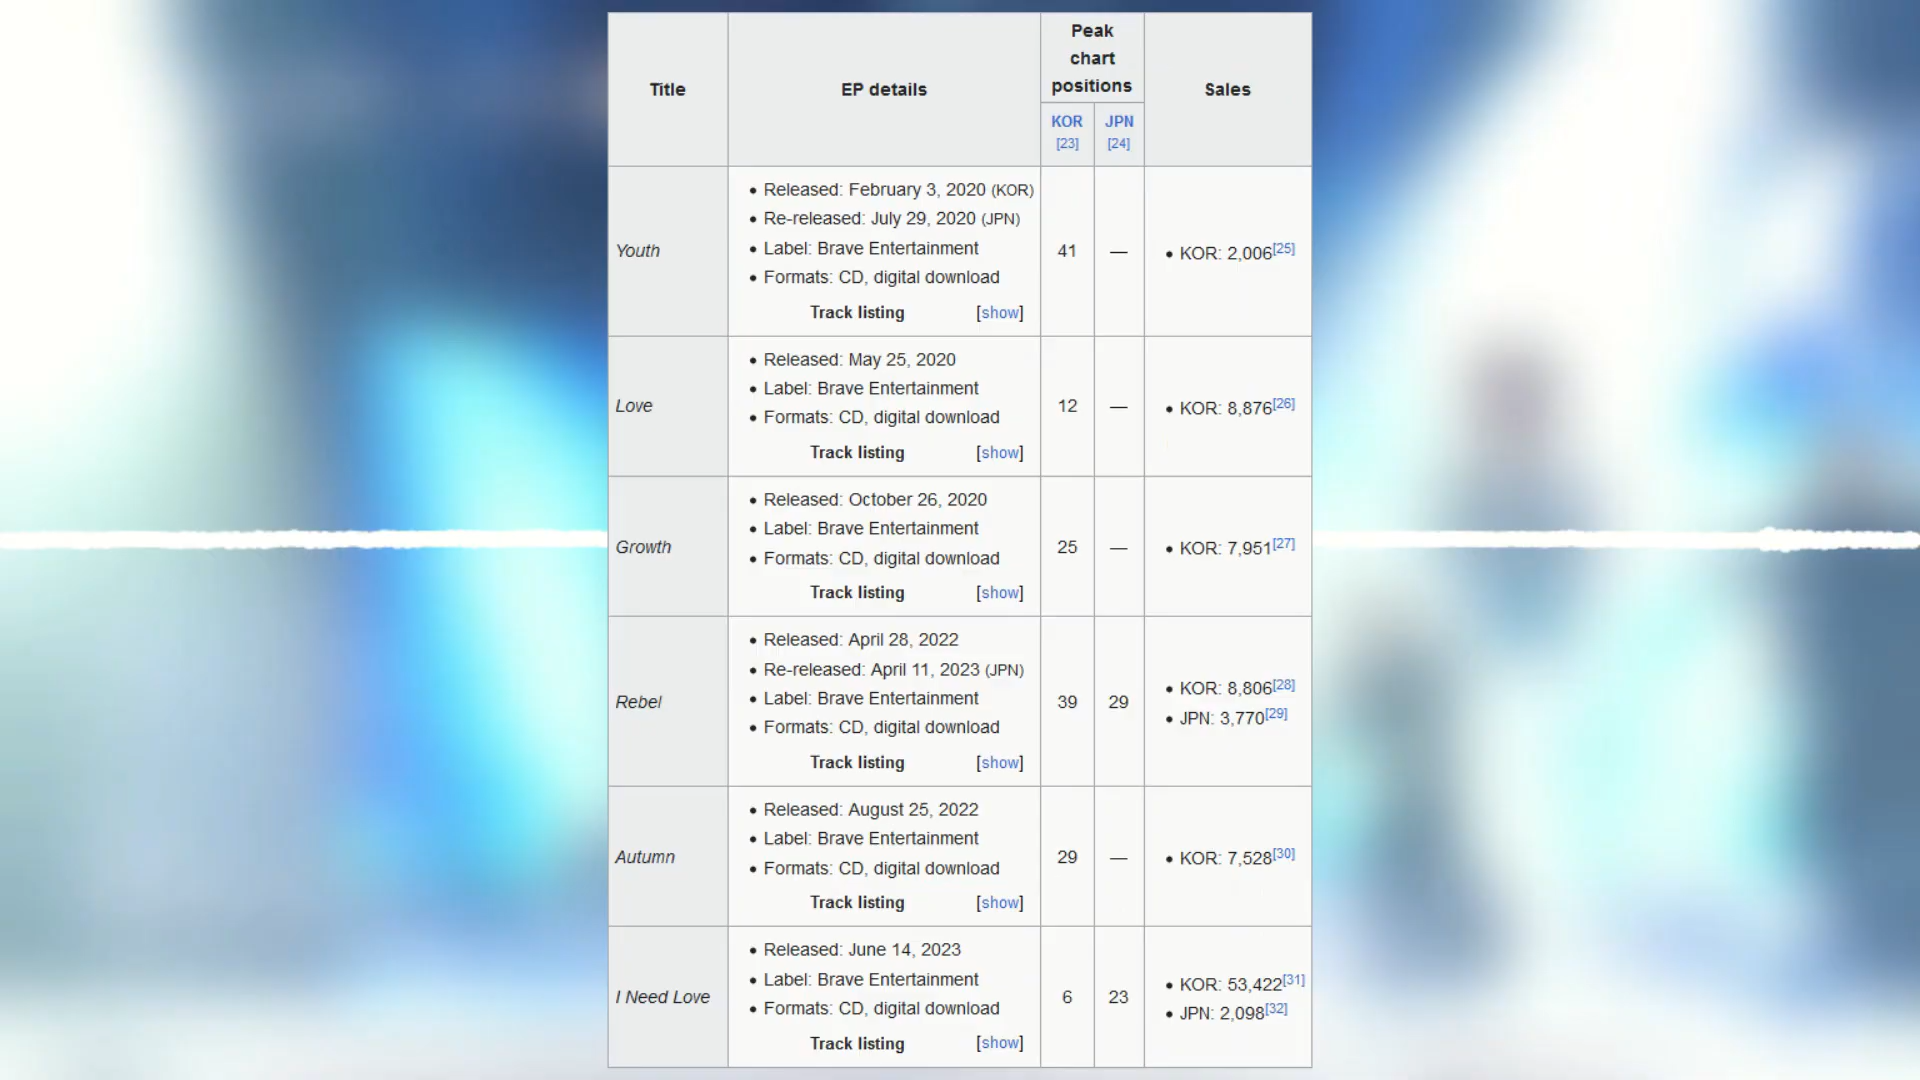 Title
EP details
Peak
chart
positions
Sales
KOR
[23]
JPN
[24]
Youth
• Released: February 3, 2020 (KOR)
• Re-released: July 29, 2020 (JPN)
• Label: Brave Entertainment
• Formats: CD, digital download
Track listing [show]
41
—
• KOR: 2,006[25]
Love
• Released: May 25, 2020
• Label: Brave Entertainment
• Formats: CD, digital download
Track listing [show]
12
—
• KOR: 8,876[26]
Growth
• Released: October 26, 2020
• Label: Brave Entertainment
• Formats: CD, digital download
Track listing [show]
25
—
• KOR: 7,951[27]
Rebel
• Released: April 28, 2022
• Re-released: April 11, 2023 (JPN)
• Label: Brave Entertainment
• Formats: CD, digital download
Track listing [show]
39
29
• KOR: 8,806[28]
• JPN: 3,770[29]
Autumn
• Released: August 25, 2022
• Label: Brave Entertainment
• Formats: CD, digital download
Track listing [show]
29
—
• KOR: 7,528[30]
I Need Love
• Released: June 14, 2023
• Label: Brave Entertainment
• Formats: CD, digital download
Track listing [show]
6
23
• KOR: 53,422[31]
• JPN: 2,098[32]